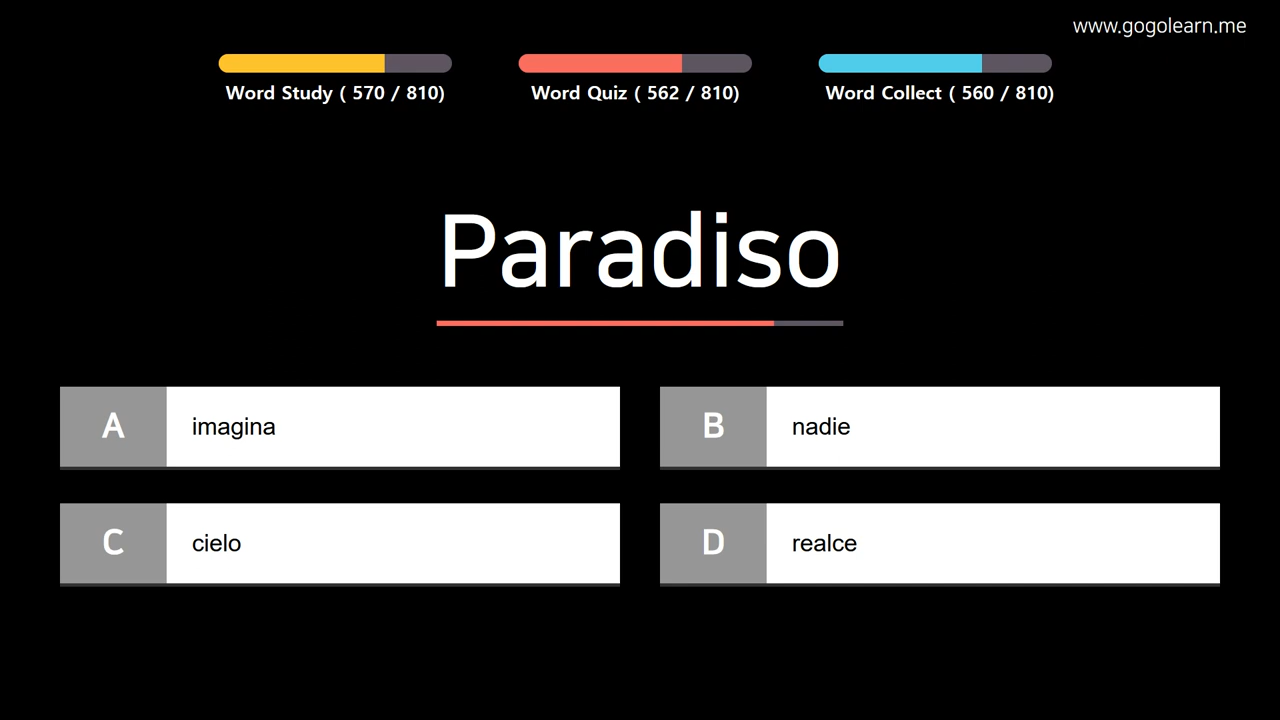 www.gogolearn.me
Word Study ( 570 / 810)
Word Quiz ( 562 / 810)
Word Collect ( 560 / 810)
Paradiso
A imagina
B nadie
C cielo
D realce